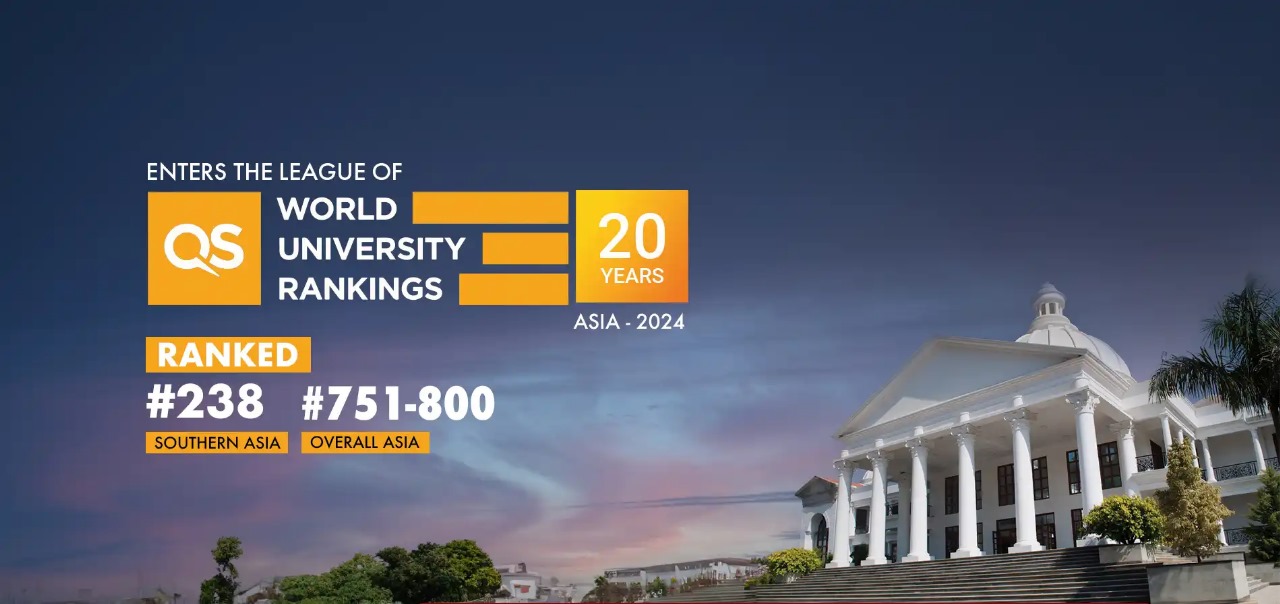 ENTERS THE LEAGUE OF
QS
WORLD
UNIVERSITY
RANKINGS
20
YEARS
ASIA - 2024
RANKED
#238 #751-800
SOUTHERN ASIA OVERALL ASIA